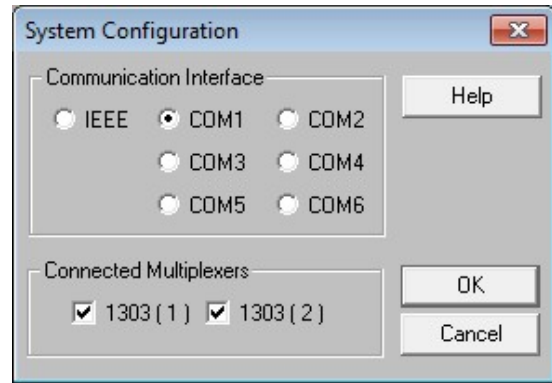 System Configuration
Communication Interface
Help
IEEE COM1 COM2
COM3 COM4
COM5 COM6
Connected Multiplexers
OK
1303 ( 1 ) 1303 ( 2 )
Cancel